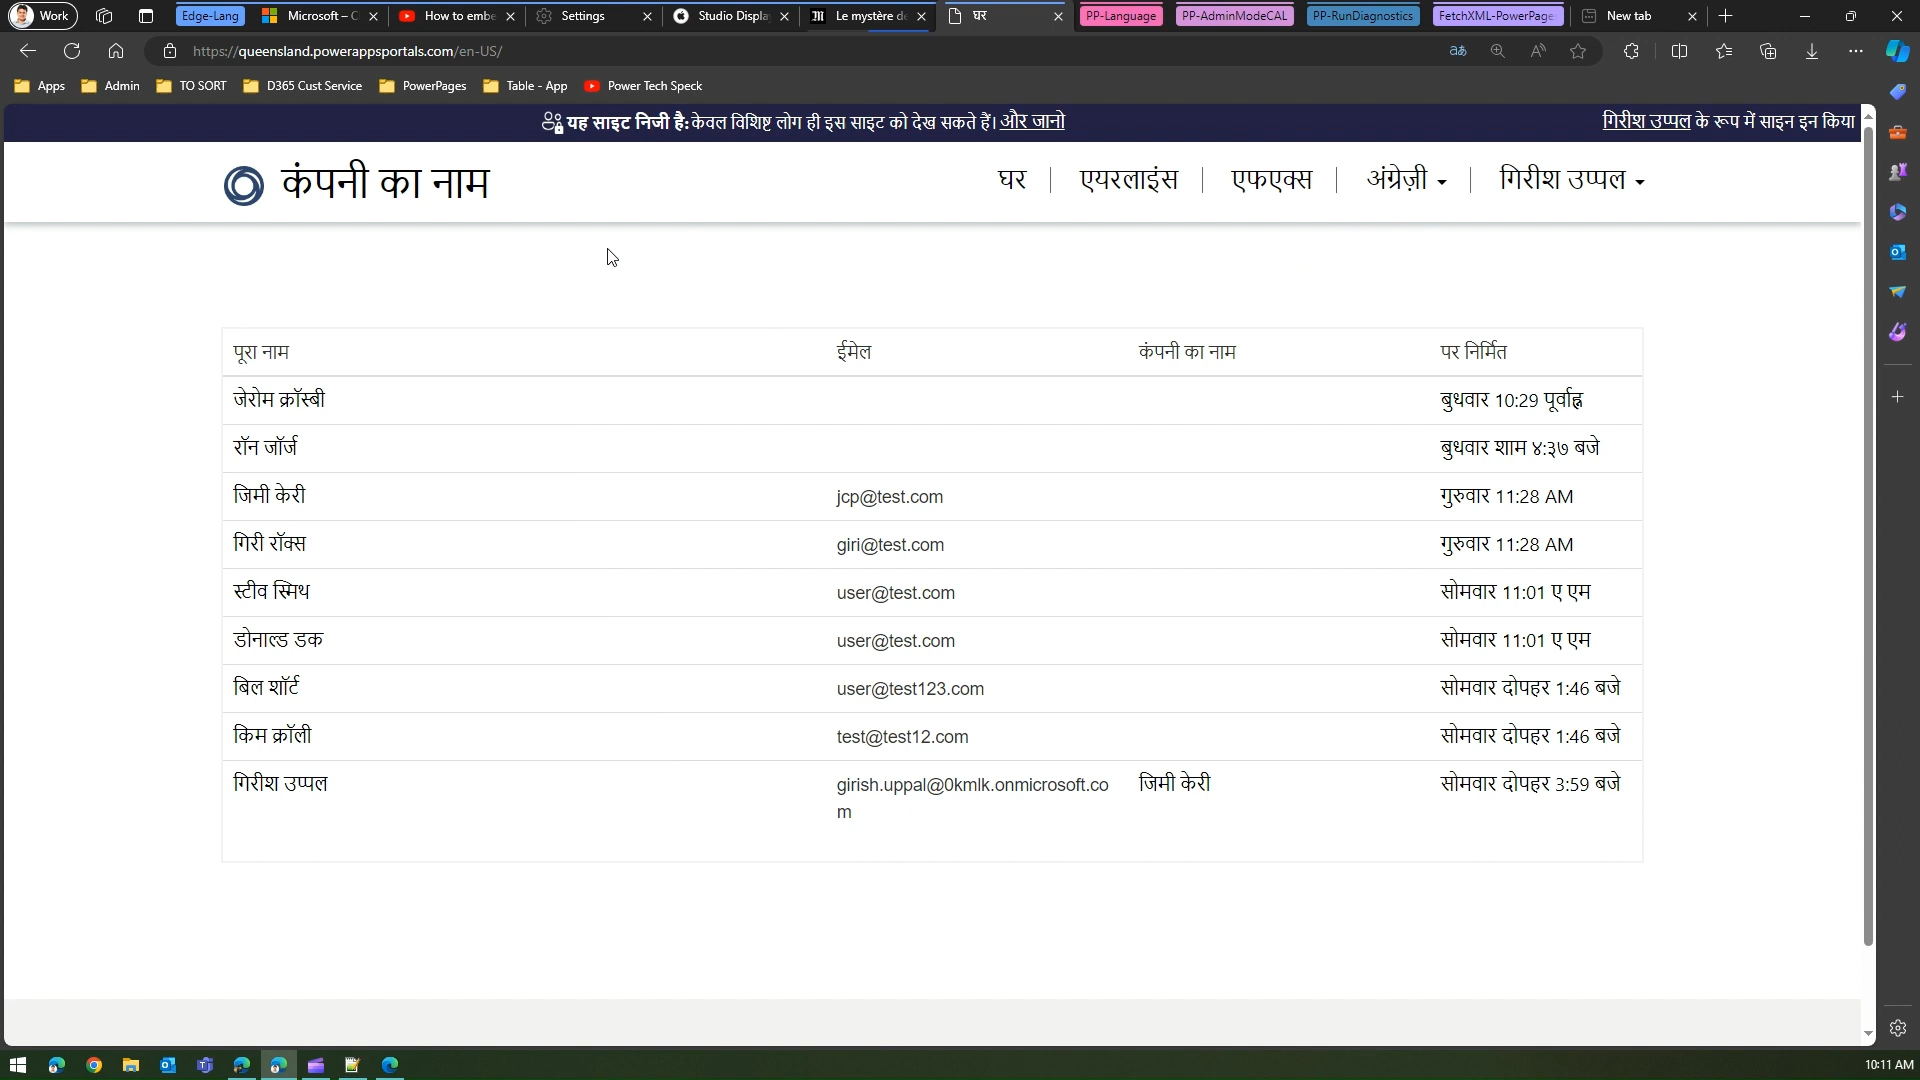 Work
Edge-Lang
Microsoft – C
How to embe
Settings
Studio Displa
Le mystère de
घर
PP-Language
PP-AdminModeCAL
PP-RunDiagnostics
FetchXML-PowerPage
New tab
https://queensland.powerappsportals.com/en-US/
Apps
Admin
TO SORT
D365 Cust Service
PowerPages
Table - App
Power Tech Speck
यह साइट निजी है: केवल विशिष्ट लोग ही इस साइट को देख सकते हैं। और जानो
गिरीश उप्पल के रूप में साइन इन किया
कंपनी का नाम
घर
एयरलाइंस
एफएक्स
अंग्रेज़ी
गिरीश उप्पल
पूरा नाम ईमेल कंपनी का नाम पर निर्मित
जेरोम क्रॉस्बी बुधवार 10:29 पूर्वाह्न
रॉन जॉर्ज बुधवार शाम ४:३७ बजे
जिमी केरी jcp@test.com गुरुवार 11:28 AM
गिरी रॉक्स giri@test.com गुरुवार 11:28 AM
स्टीव स्मिथ user@test.com सोमवार 11:01 ए एम
डोनाल्ड डक user@test.com सोमवार 11:01 ए एम
बिल शॉर्ट user@test123.com सोमवार दोपहर 1:46 बजे
किम क्रॉली test@test12.com सोमवार दोपहर 1:46 बजे
गिरीश उप्पल girish.uppal@0kmlk.onmicrosoft.co जिमी केरी सोमवार दोपहर 3:59 बजे
m
10:11 AM